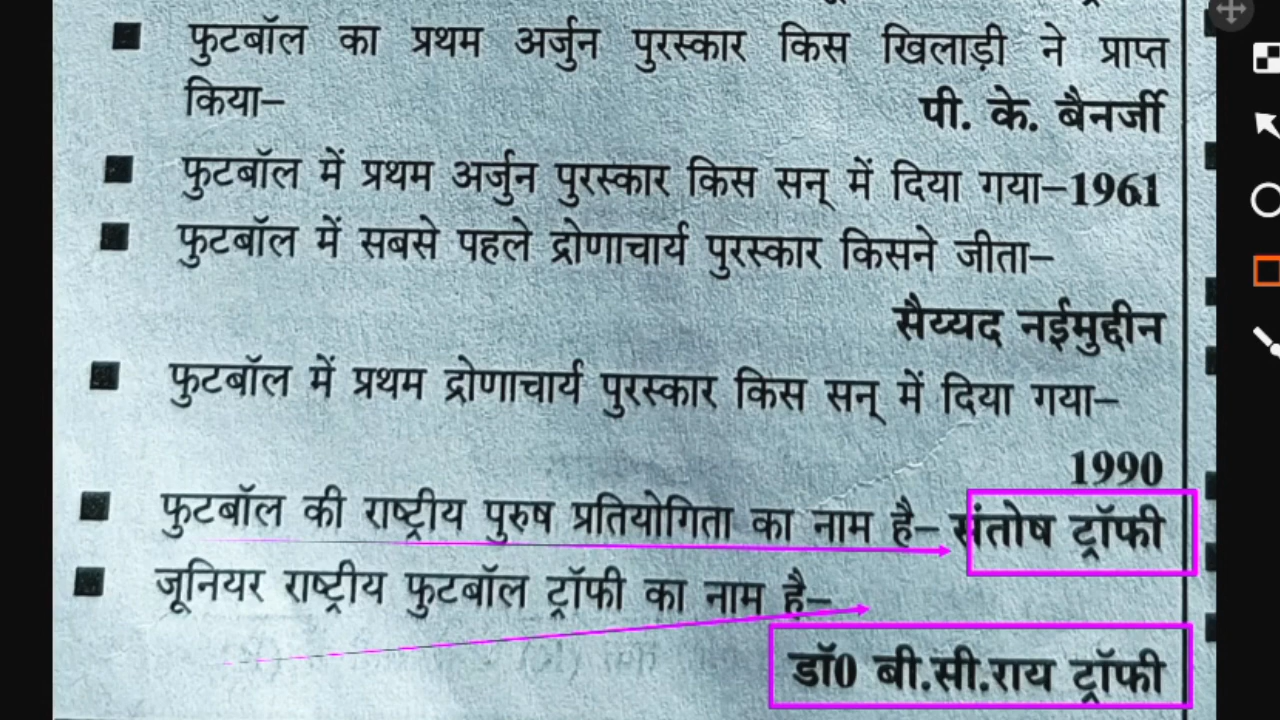 फुटबॉल का प्रथम अर्जुन पुरस्कार किस खिलाड़ी ने प्राप्त
किया– पी. के. बैनर्जी
फुटबॉल में प्रथम अर्जुन पुरस्कार किस सन् में दिया गया–1961
फुटबॉल में सबसे पहले द्रोणाचार्य पुरस्कार किसने जीता–
सैय्यद नईमुद्दीन
फुटबॉल में प्रथम द्रोणाचार्य पुरस्कार किस सन् में दिया गया–
1990
फुटबॉल की राष्ट्रीय पुरुष प्रतियोगिता का नाम है– संतोष ट्रॉफी
जूनियर राष्ट्रीय फुटबॉल ट्रॉफी का नाम है–
डॉ0 बी.सी.राय ट्रॉफी